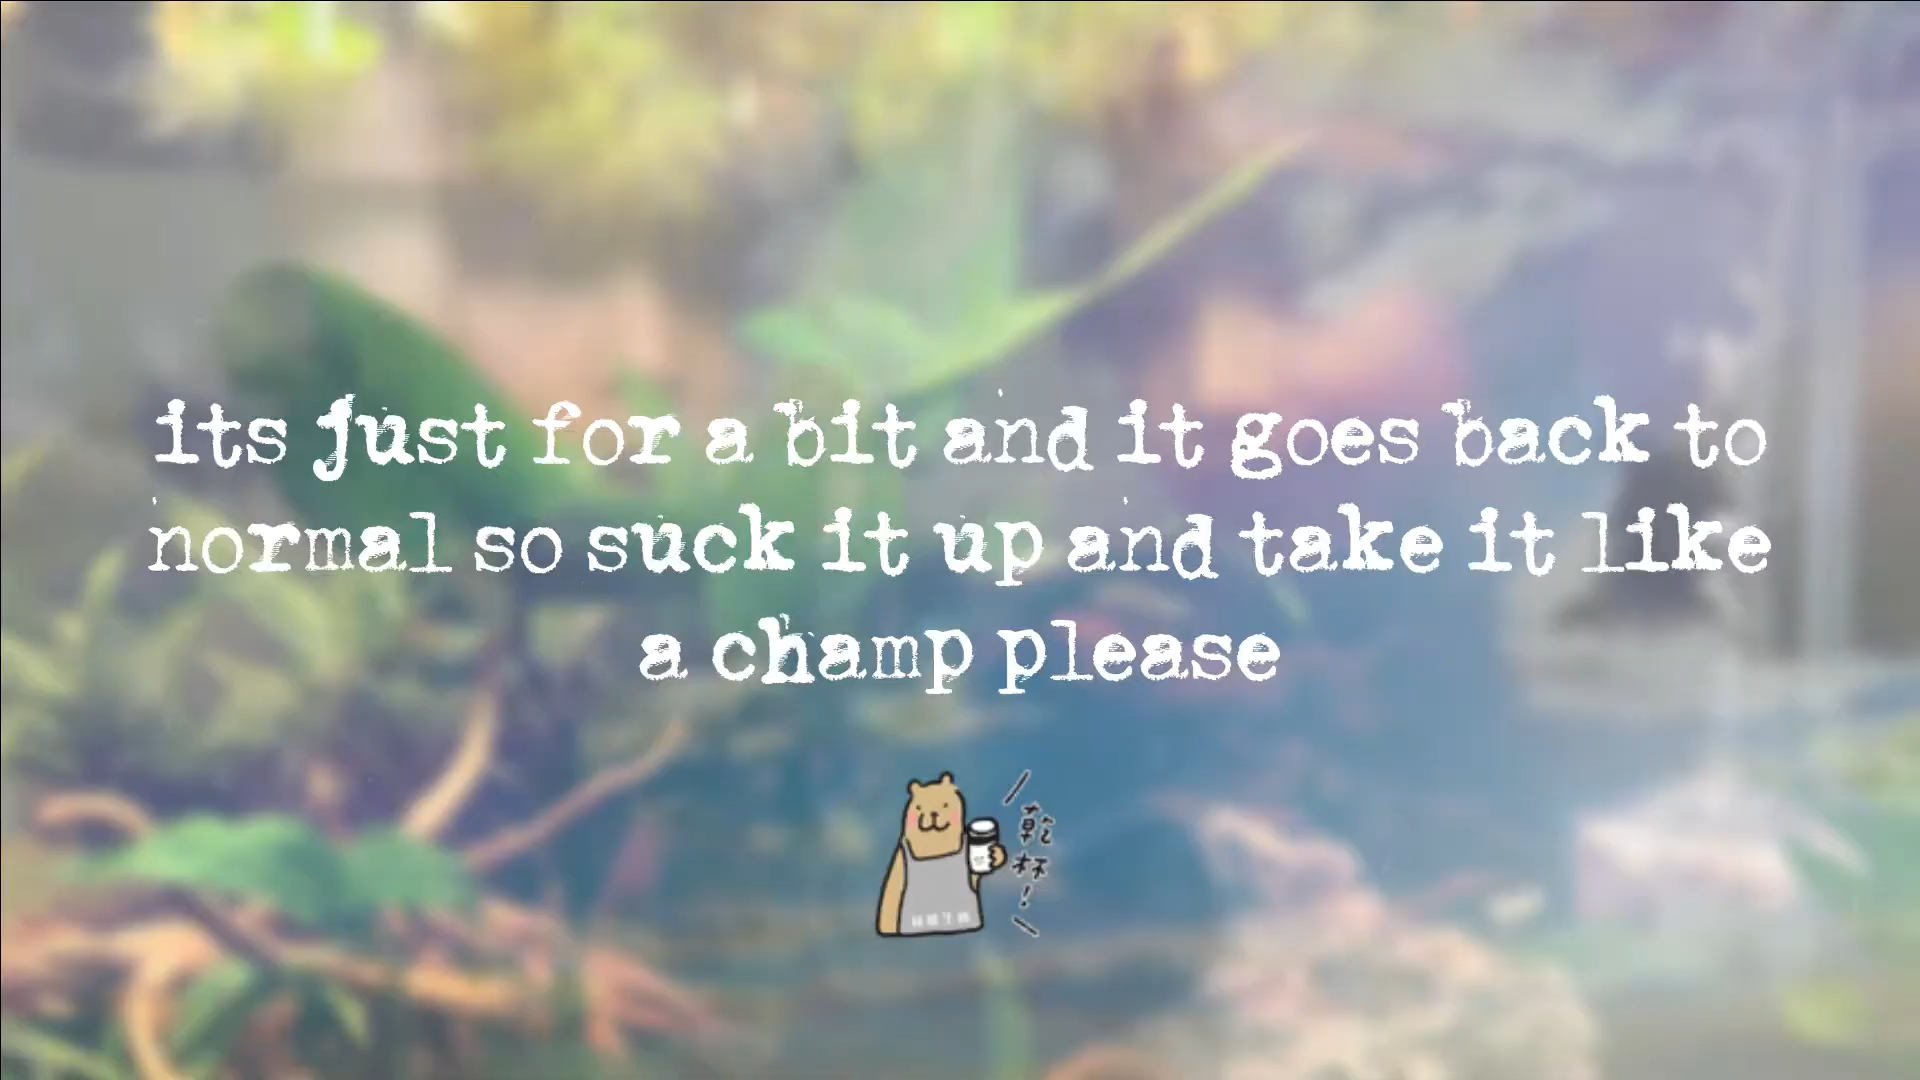 its just for a bit and it goes back to
normal so suck it up and take it like
a champ please
乾
杯
!